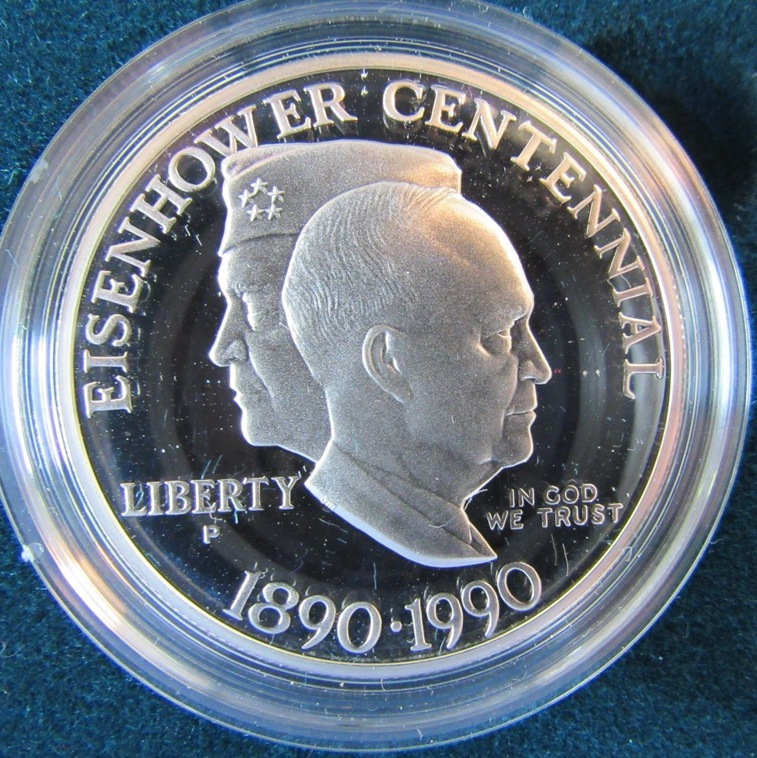 EISENHOWER CENTENNIAL
LIBERTY
P
IN GOD
WE TRUST
1890·1990